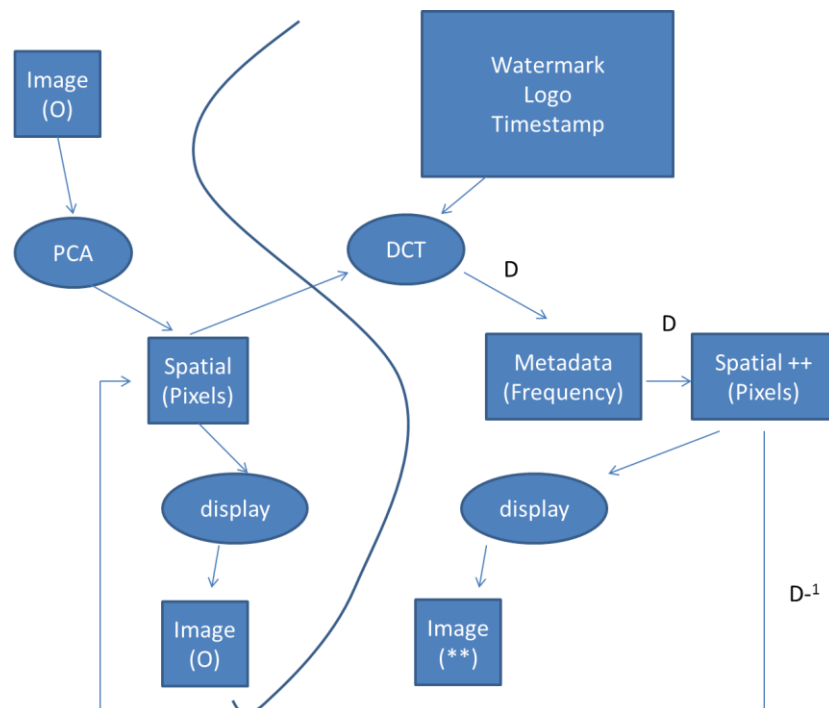 Image
(O)
Watermark
Logo
Timestamp
PCA
DCT
D
D
Spatial
(Pixels)
Metadata
(Frequency)
Spatial ++
(Pixels)
display
display
D-¹
Image
(O)
Image
(**)